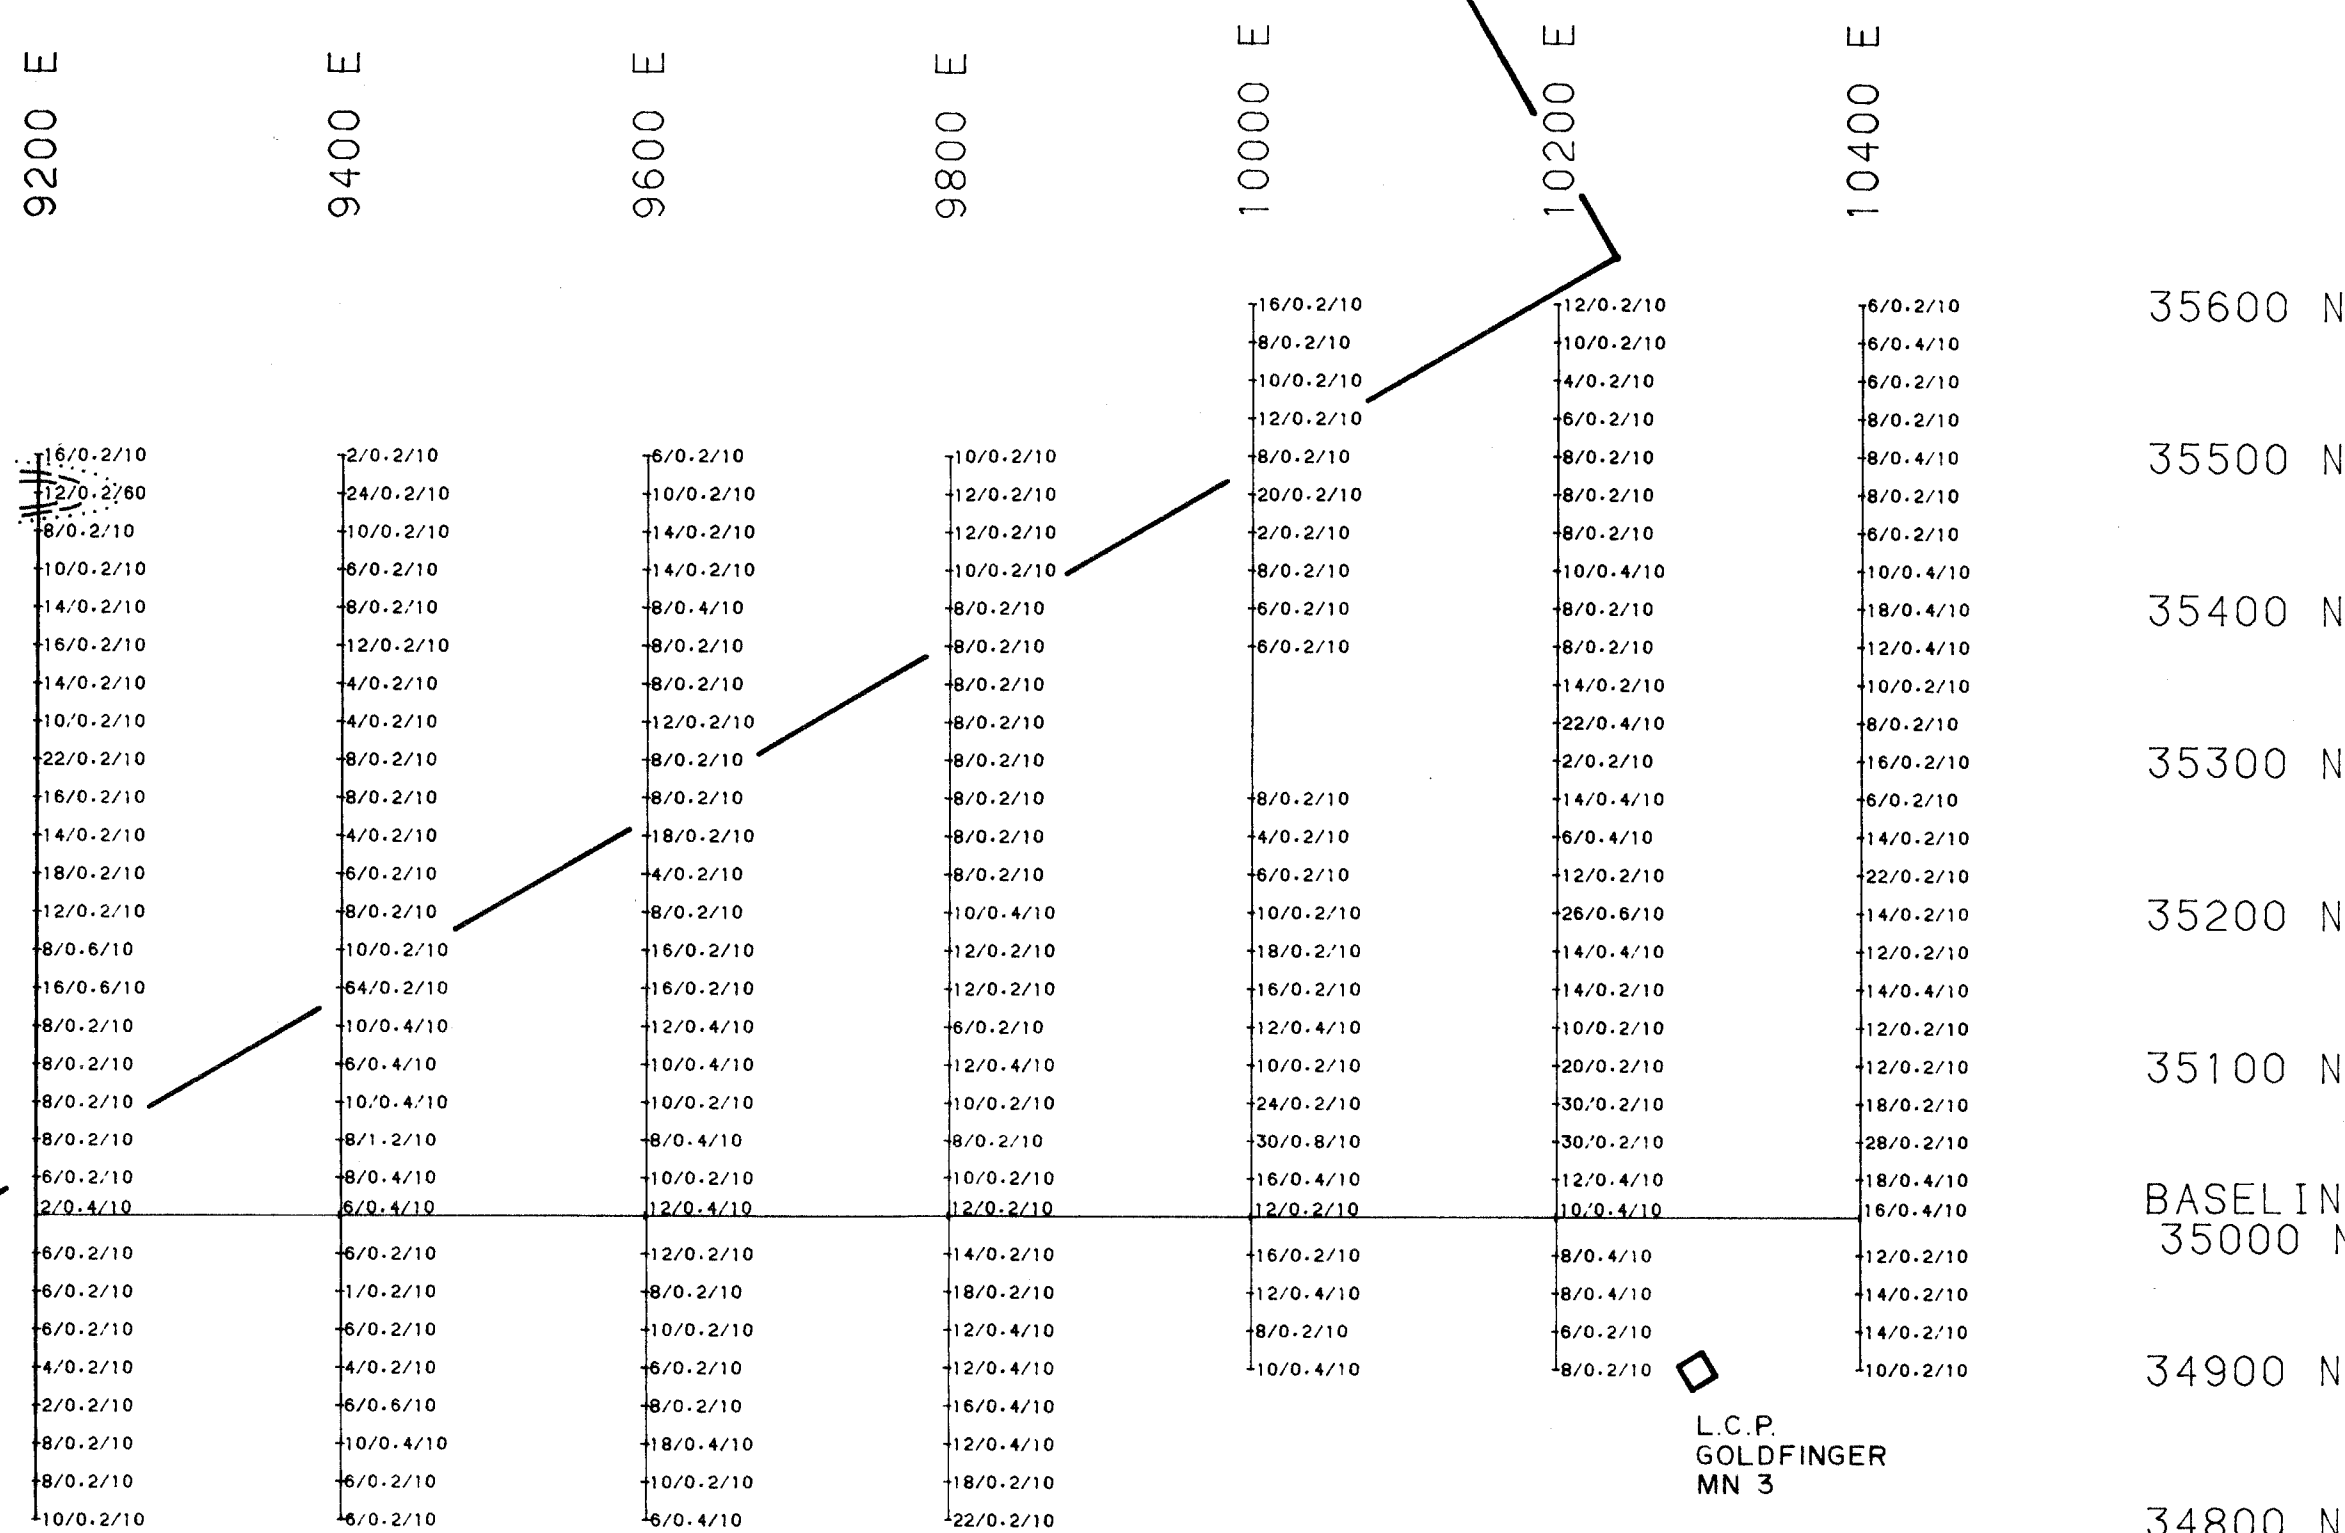 9200 E 9400 E 9600 E 9800 E 10000 E 10200 E 10400 E
16/0.2/10 12/0.2/10 6/0.2/10 35600 N
8/0.2/10 10/0.2/10 6/0.4/10
10/0.2/10 4/0.2/10 6/0.2/10
12/0.2/10 6/0.2/10 8/0.2/10
16/0.2/10 2/0.2/10 6/0.2/10 10/0.2/10 8/0.2/10 8/0.2/10 8/0.4/10 35500 N
12/0.2/60 24/0.2/10 10/0.2/10 12/0.2/10 20/0.2/10 8/0.2/10 8/0.2/10
8/0.2/10 10/0.2/10 14/0.2/10 12/0.2/10 2/0.2/10 8/0.2/10 6/0.2/10
10/0.2/10 6/0.2/10 14/0.2/10 10/0.2/10 8/0.2/10 10/0.4/10 10/0.4/10
14/0.2/10 8/0.2/10 8/0.4/10 8/0.2/10 6/0.2/10 8/0.2/10 18/0.4/10 35400 N
16/0.2/10 12/0.2/10 8/0.2/10 8/0.2/10 6/0.2/10 8/0.2/10 12/0.4/10
14/0.2/10 4/0.2/10 8/0.2/10 8/0.2/10 14/0.2/10 10/0.2/10
10/0.2/10 4/0.2/10 12/0.2/10 8/0.2/10 22/0.4/10 8/0.2/10
22/0.2/10 8/0.2/10 8/0.2/10 8/0.2/10 2/0.2/10 16/0.2/10 35300 N
16/0.2/10 8/0.2/10 8/0.2/10 8/0.2/10 8/0.2/10 14/0.4/10 6/0.2/10
14/0.2/10 4/0.2/10 18/0.2/10 8/0.2/10 4/0.2/10 6/0.4/10 14/0.2/10
18/0.2/10 6/0.2/10 4/0.2/10 8/0.2/10 6/0.2/10 12/0.2/10 22/0.2/10
12/0.2/10 8/0.2/10 8/0.2/10 10/0.4/10 10/0.2/10 26/0.6/10 14/0.2/10 35200 N
8/0.6/10 10/0.2/10 16/0.2/10 12/0.2/10 18/0.2/10 14/0.4/10 12/0.2/10
16/0.6/10 64/0.2/10 16/0.2/10 12/0.2/10 16/0.2/10 14/0.2/10 14/0.4/10
8/0.2/10 10/0.4/10 12/0.4/10 6/0.2/10 12/0.4/10 10/0.2/10 12/0.2/10
8/0.2/10 6/0.4/10 10/0.4/10 12/0.4/10 10/0.2/10 20/0.2/10 12/0.2/10 35100 N
8/0.2/10 10/0.4/10 10/0.2/10 10/0.2/10 24/0.2/10 30/0.2/10 18/0.2/10
8/0.2/10 8/1.2/10 8/0.4/10 8/0.2/10 30/0.8/10 30/0.2/10 28/0.2/10
6/0.2/10 8/0.4/10 10/0.2/10 10/0.2/10 16/0.4/10 12/0.4/10 18/0.4/10
2/0.4/10 6/0.4/10 12/0.4/10 12/0.2/10 12/0.2/10 10/0.4/10 16/0.4/10 BASELIN
35000 N
6/0.2/10 6/0.2/10 12/0.2/10 14/0.2/10 16/0.2/10 8/0.4/10 12/0.2/10
6/0.2/10 1/0.2/10 8/0.2/10 18/0.2/10 12/0.4/10 8/0.4/10 14/0.2/10
6/0.2/10 6/0.2/10 10/0.2/10 12/0.4/10 8/0.2/10 6/0.2/10 14/0.2/10
4/0.2/10 4/0.2/10 6/0.2/10 12/0.4/10 10/0.4/10 8/0.2/10 10/0.2/10 34900 N
2/0.2/10 6/0.6/10 8/0.2/10 16/0.4/10
8/0.2/10 10/0.4/10 18/0.4/10 12/0.4/10
8/0.2/10 6/0.2/10 10/0.2/10 18/0.2/10
10/0.2/10 6/0.2/10 6/0.4/10 22/0.2/10 34800 N
L.C.P.
GOLDFINGER
MN 3